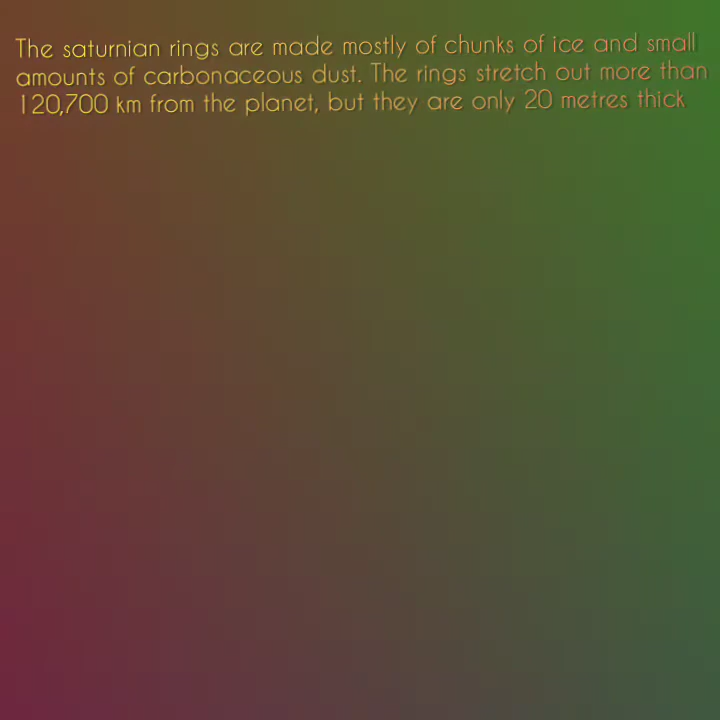 The saturnian rings are made mostly of chunks of ice and small
amounts of carbonaceous dust. The rings stretch out more than
120,700 km from the planet, but they are only 20 metres thick